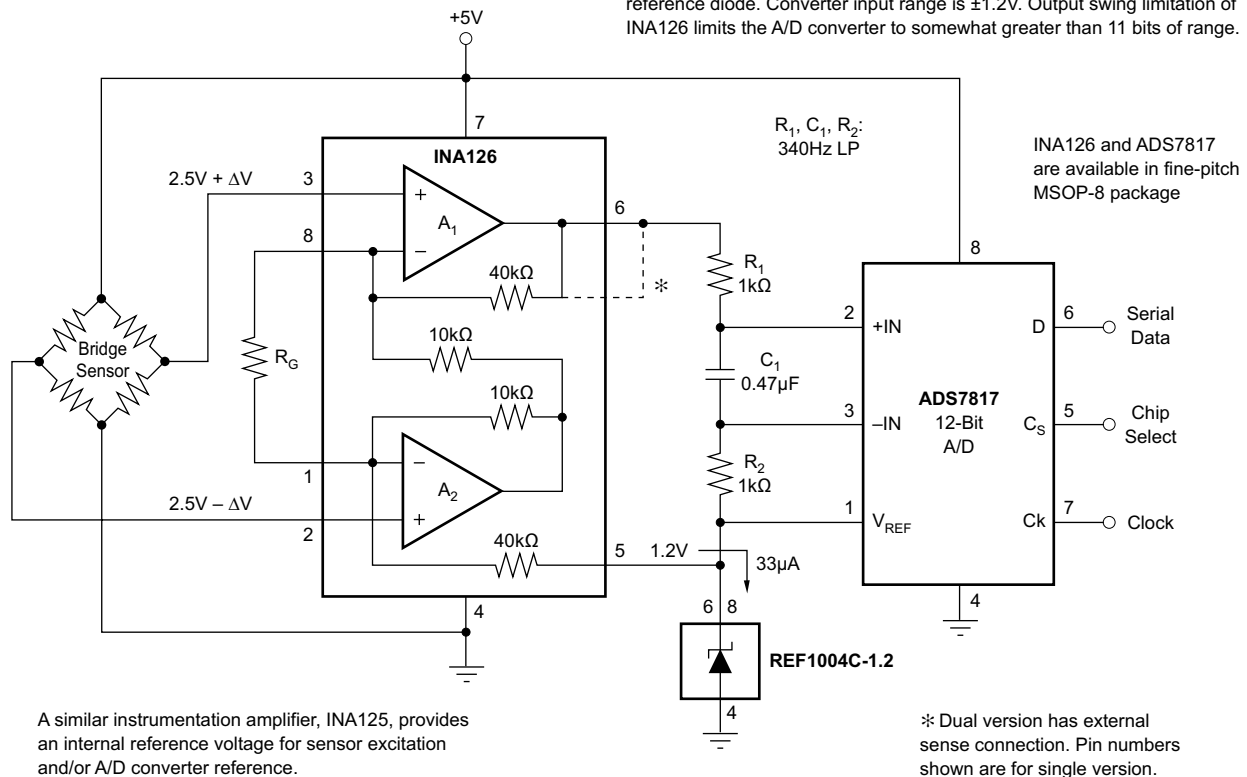 reference diode. Converter input range is ±1.2V. Output swing limitation of
INA126 limits the A/D converter to somewhat greater than 11 bits of range.
+5V
7
8
R₁, C₁, R₂:
340Hz LP
INA126 and ADS7817
are available in fine-pitch
MSOP-8 package
INA126
2.5V + ΔV
3
+
A₁
–
6
8
40kΩ
*
R₁
1kΩ
10kΩ
2
+IN
D
6
Serial
Data
Bridge
Sensor
R_G
C₁
0.47µF
10kΩ
ADS7817
12-Bit
A/D
3
–IN
C_S
5
Chip
Select
1
–
A₂
+
R₂
1kΩ
2.5V – ΔV
2
1
V_REF
Ck
7
Clock
40kΩ
5
1.2V
33µA
4
4
6 8
REF1004C-1.2
4
A similar instrumentation amplifier, INA125, provides
an internal reference voltage for sensor excitation
and/or A/D converter reference.
* Dual version has external
sense connection. Pin numbers
shown are for single version.